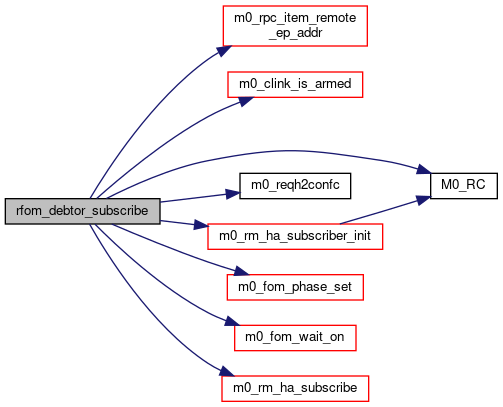 m0_rpc_item_remote
_ep_addr
m0_clink_is_armed
M0_RC
m0_reqh2confc
rfom_debtor_subscribe
m0_rm_ha_subscriber_init
m0_fom_phase_set
m0_fom_wait_on
m0_rm_ha_subscribe